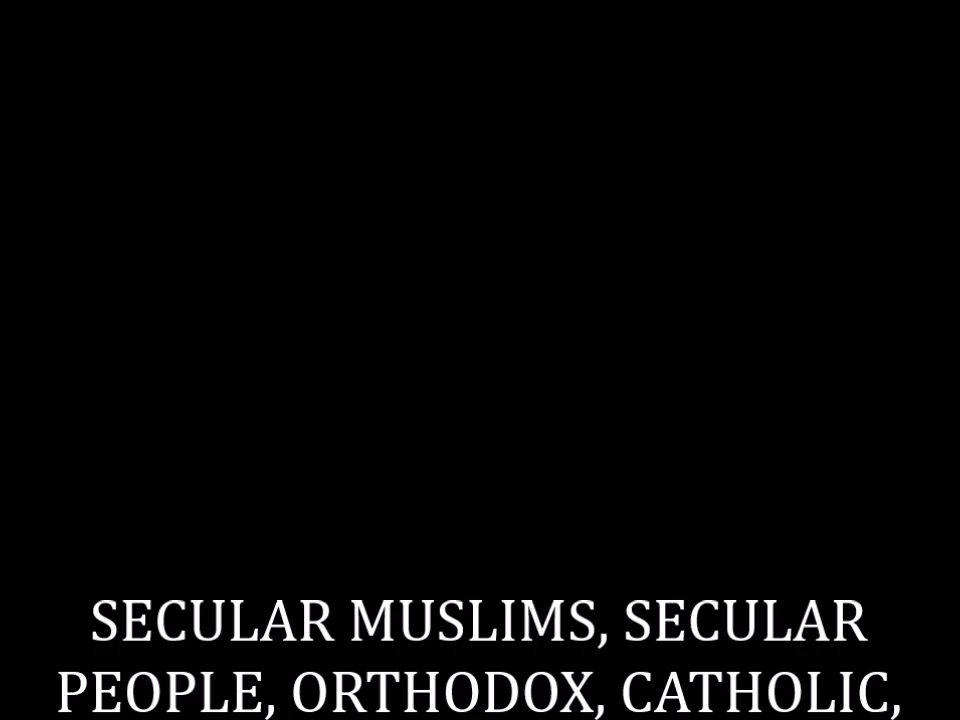 SECULAR MUSLIMS, SECULAR
PEOPLE, ORTHODOX, CATHOLIC,